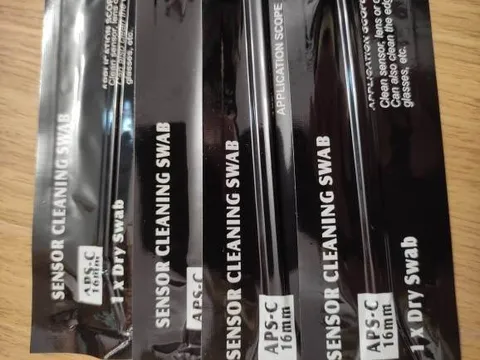 SENSOR CLEANING SWAB
APS-C
16mm
1 x Dry Swab
APPLICATION SCOPE
SENSOR CLEANING SWAB
APS-C
SENSOR CLEANING SWAB
APS-C
16mm
APPLICATION SCOPE
SENSOR CLEANING SWAB
APS-C
16mm
1 x Dry Swab
APPLICATION SCOPE
Clean sensor, lens or
Can also clean the
glasses, etc.